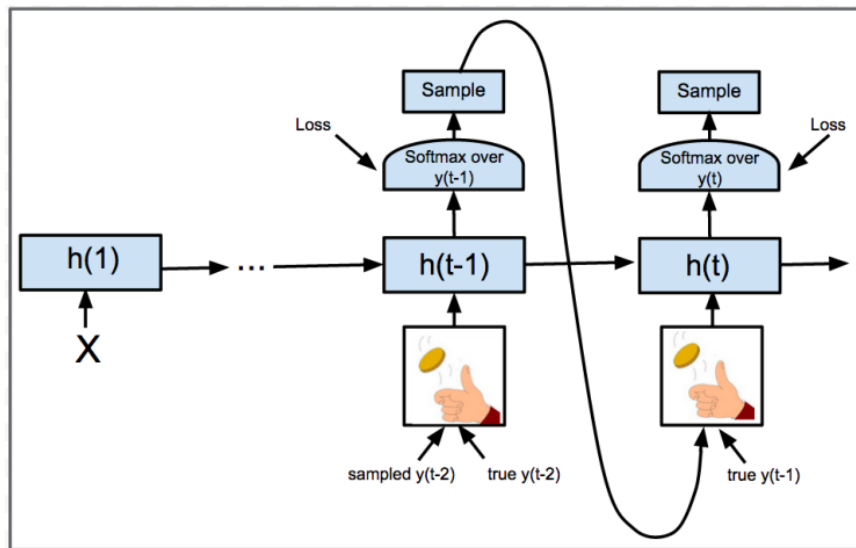 Sample
Sample
Loss
Loss
Softmax over
y(t-1)
Softmax over
y(t)
h(1)
...
h(t-1)
h(t)
X
sampled y(t-2)
true y(t-2)
true y(t-1)